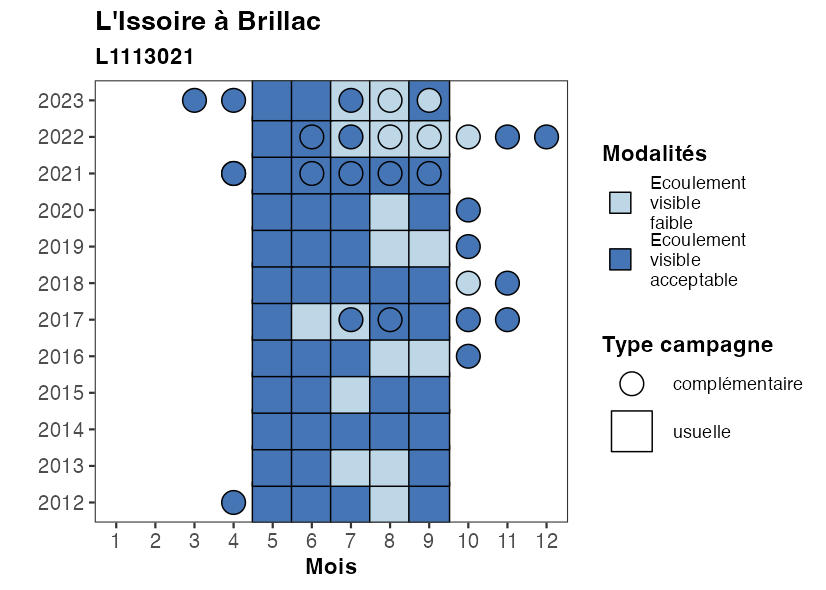 L'Issoire à Brillac
L1113021
2023
2022
2021
2020
2019
2018
2017
2016
2015
2014
2013
2012
1 2 3 4 5 6 7 8 9 10 11 12
Mois
Modalités
Ecoulement
visible
faible
Ecoulement
visible
acceptable
Type campagne
complémentaire
usuelle